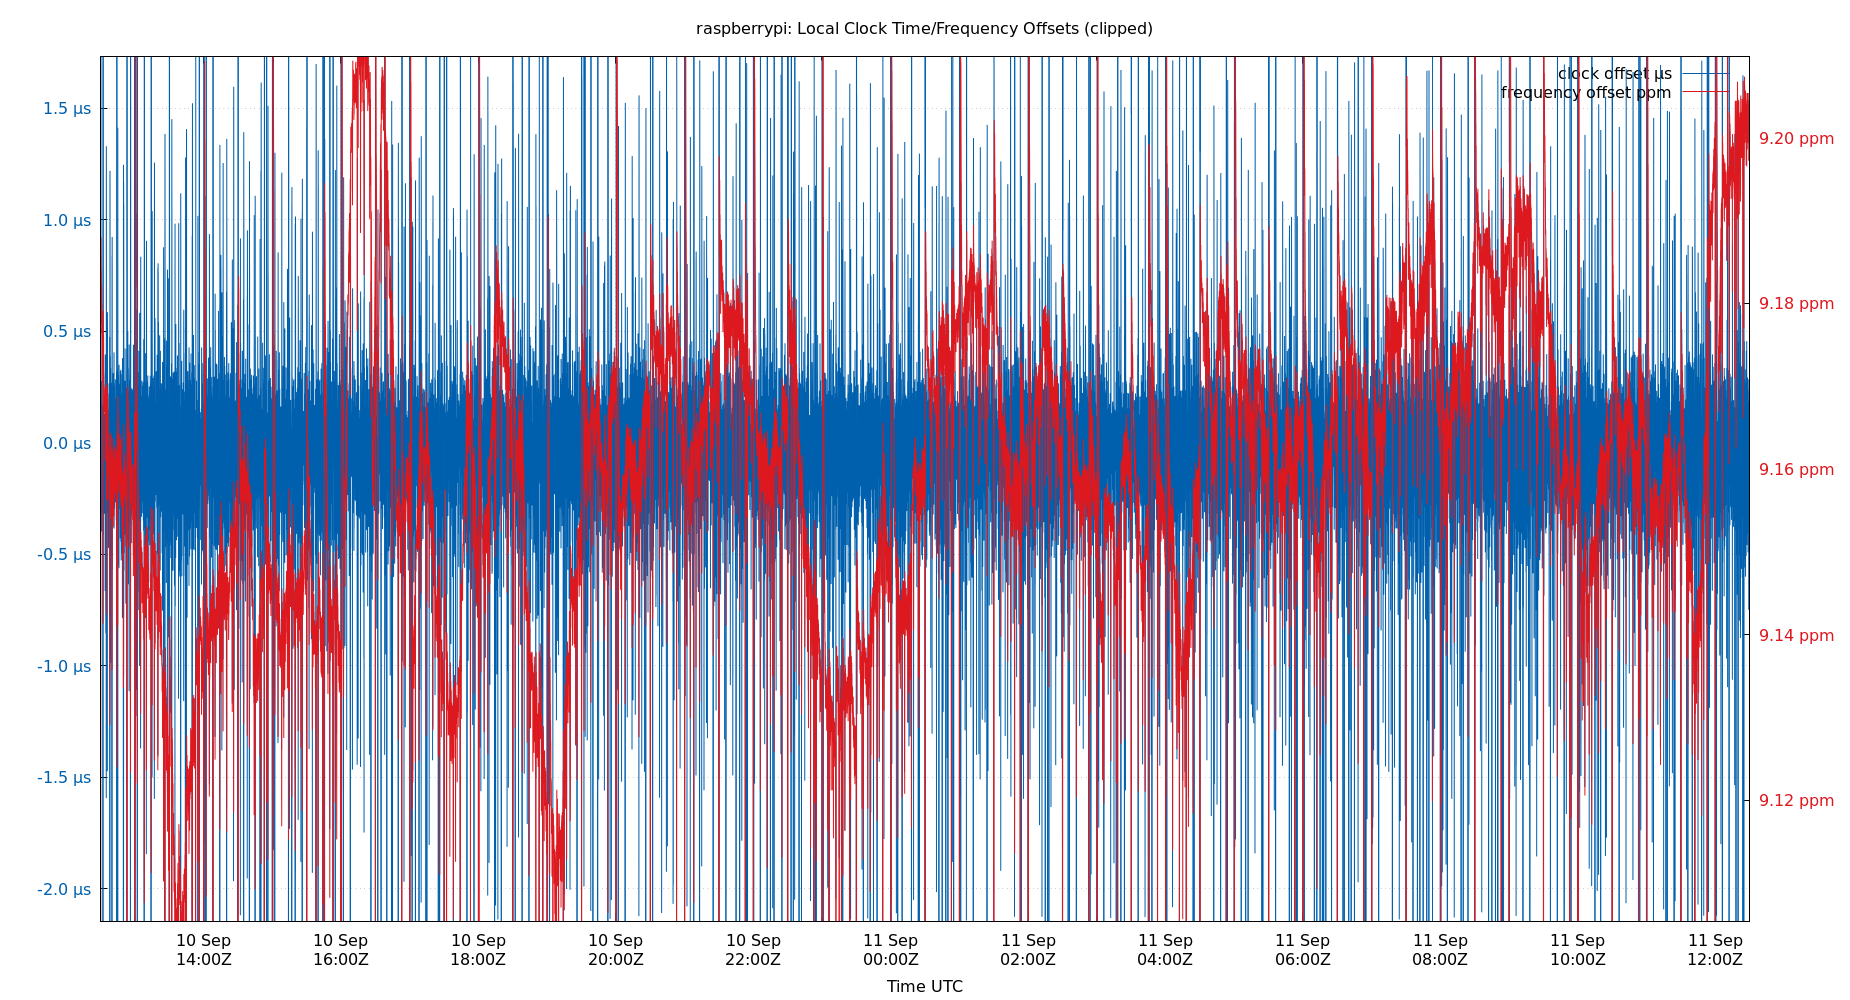 raspberrypi: Local Clock Time/Frequency Offsets (clipped)
clock offset µs
frequency offset ppm
1.5 µs
1.0 µs
0.5 µs
0.0 µs
-0.5 µs
-1.0 µs
-1.5 µs
-2.0 µs
9.20 ppm
9.18 ppm
9.16 ppm
9.14 ppm
9.12 ppm
10 Sep
14:00Z
10 Sep
16:00Z
10 Sep
18:00Z
10 Sep
20:00Z
10 Sep
22:00Z
11 Sep
00:00Z
11 Sep
02:00Z
11 Sep
04:00Z
11 Sep
06:00Z
11 Sep
08:00Z
11 Sep
10:00Z
11 Sep
12:00Z
Time UTC